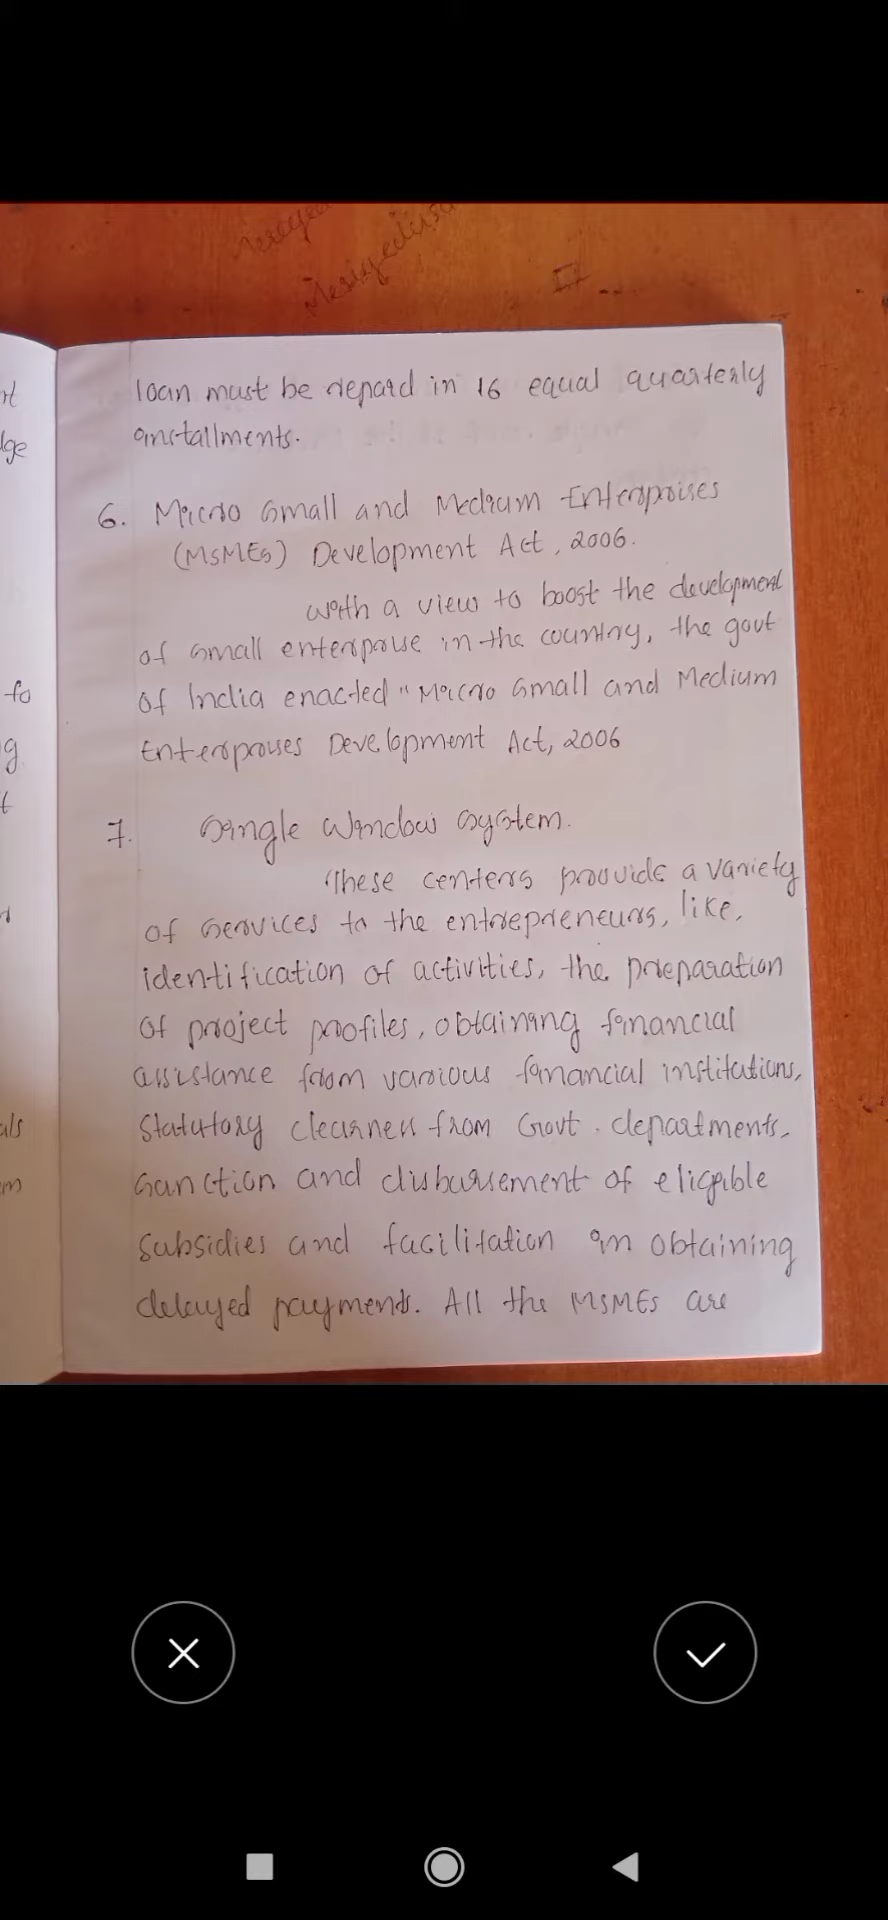 loan must be repaid in 16 equal quarterly
installments.
6. Micro Small and Medium Enterprises
(MSMEs) Development Act, 2006.
With a view to boost the development
of small enterprise in the country, the govt
of India enacted "Micro Small and Medium
Enterprises Development Act, 2006
7. Single Window System.
These centers provide a variety
of services to the entrepreneurs, like,
identification of activities, the preparation
of project profiles, obtaining financial
assistance from various financial institutions,
Statutory from Govt. departments,
Sanction and disbursement of eligible
Subsidies and facilitation in obtaining
delayed payments. All the MSMEs are